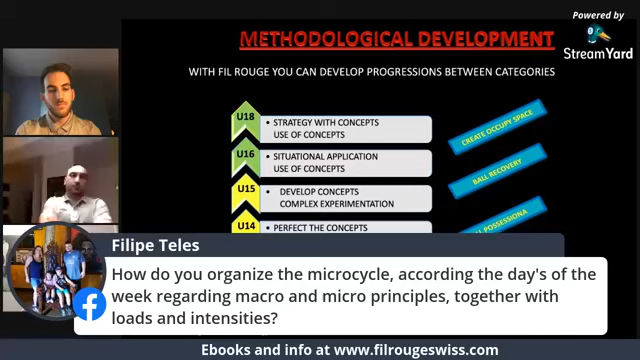 Powered by
StreamYard
METHODOLOGICAL DEVELOPMENT
WITH FIL ROUGE YOU CAN DEVELOP PROGRESSIONS BETWEEN CATEGORIES
U18
• STRATEGY WITH CONCEPTS
USE OF CONCEPTS
CREATE OCCUPY SPACE
U16
• SITUATIONAL APPLICATION
USE OF CONCEPTS
BALL RECOVERY
U15
• DEVELOP CONCEPTS
COMPLEX EXPERIMENTATION
U14
• PERFECT THE CONCEPTS
POSSESSIONA
Filipe Teles
How do you organize the microcycle, according the day's of the
week regarding macro and micro principles, together with
loads and intensities?
Ebooks and info at www.filrougeswiss.com